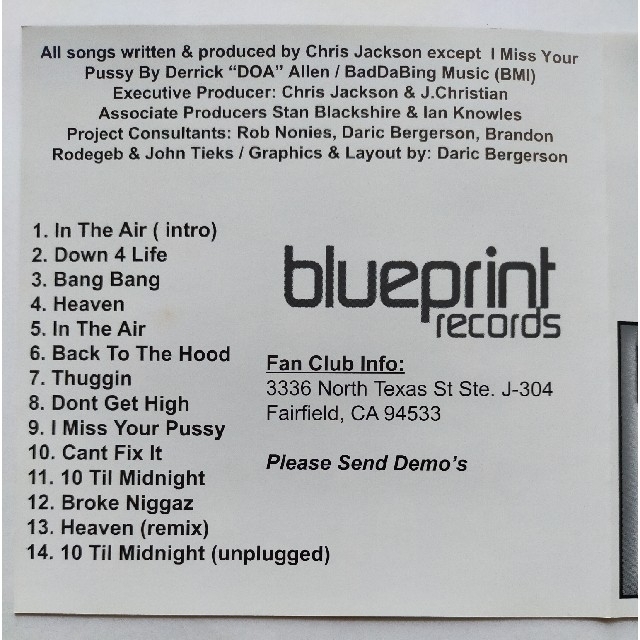 All songs written & produced by Chris Jackson except I Miss Your
Pussy By Derrick “DOA” Allen / BadDaBing Music (BMI)
Executive Producer: Chris Jackson & J.Christian
Associate Producers Stan Blackshire & Ian Knowles
Project Consultants: Rob Nonies, Daric Bergerson, Brandon
Rodegeb & John Tieks / Graphics & Layout by: Daric Bergerson
1. In The Air ( intro)
2. Down 4 Life
3. Bang Bang
4. Heaven
5. In The Air
6. Back To The Hood
7. Thuggin
8. Dont Get High
9. I Miss Your Pussy
10. Cant Fix It
11. 10 Til Midnight
12. Broke Niggaz
13. Heaven (remix)
14. 10 Til Midnight (unplugged)
blueprint
records
Fan Club Info:
3336 North Texas St Ste. J-304
Fairfield, CA 94533
Please Send Demo’s